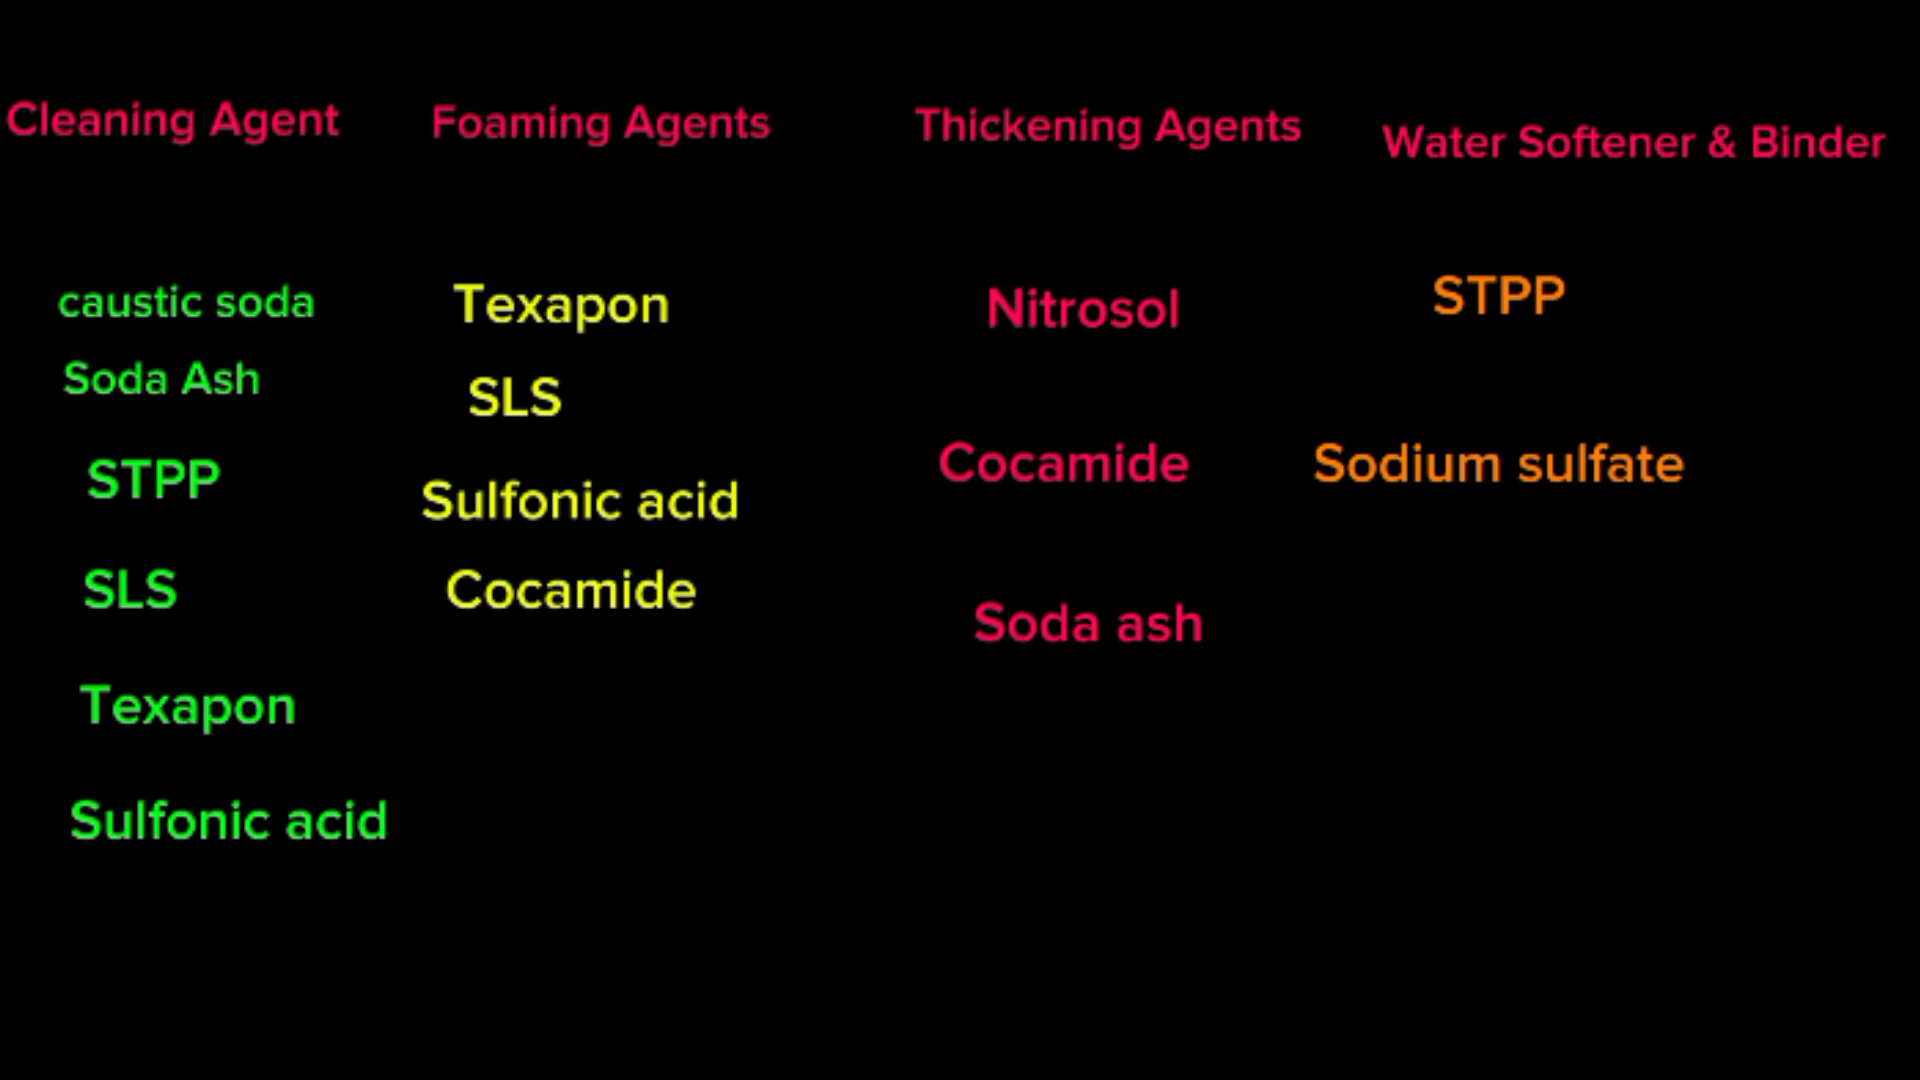 Cleaning Agent
caustic soda
Soda Ash
STPP
SLS
Texapon
Sulfonic acid
Foaming Agents
Texapon
SLS
Sulfonic acid
Cocamide
Thickening Agents
Nitrosol
Cocamide
Soda ash
Water Softener & Binder
STPP
Sodium sulfate